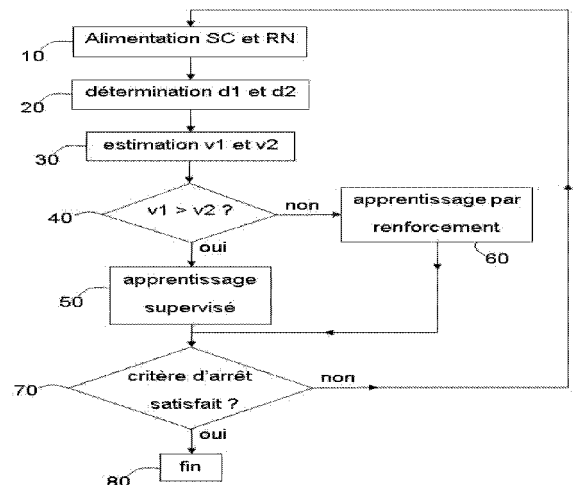 Alimentation SC et RN
10
détermination d1 et d2
20
estimation v1 et v2
30
v1 > v2 ?
non
40
oui
apprentissage par
renforcement
60
apprentissage
supervisé
50
critère d'arrêt
satisfait ?
non
70
oui
fin
80